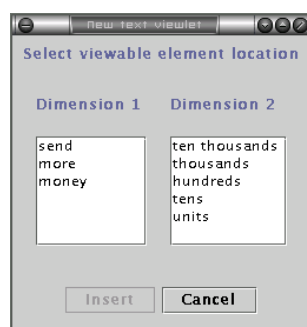 New text viewlet
Select viewable element location
Dimension 1 Dimension 2
send
more
money
ten thousands
thousands
hundreds
tens
units
Insert Cancel